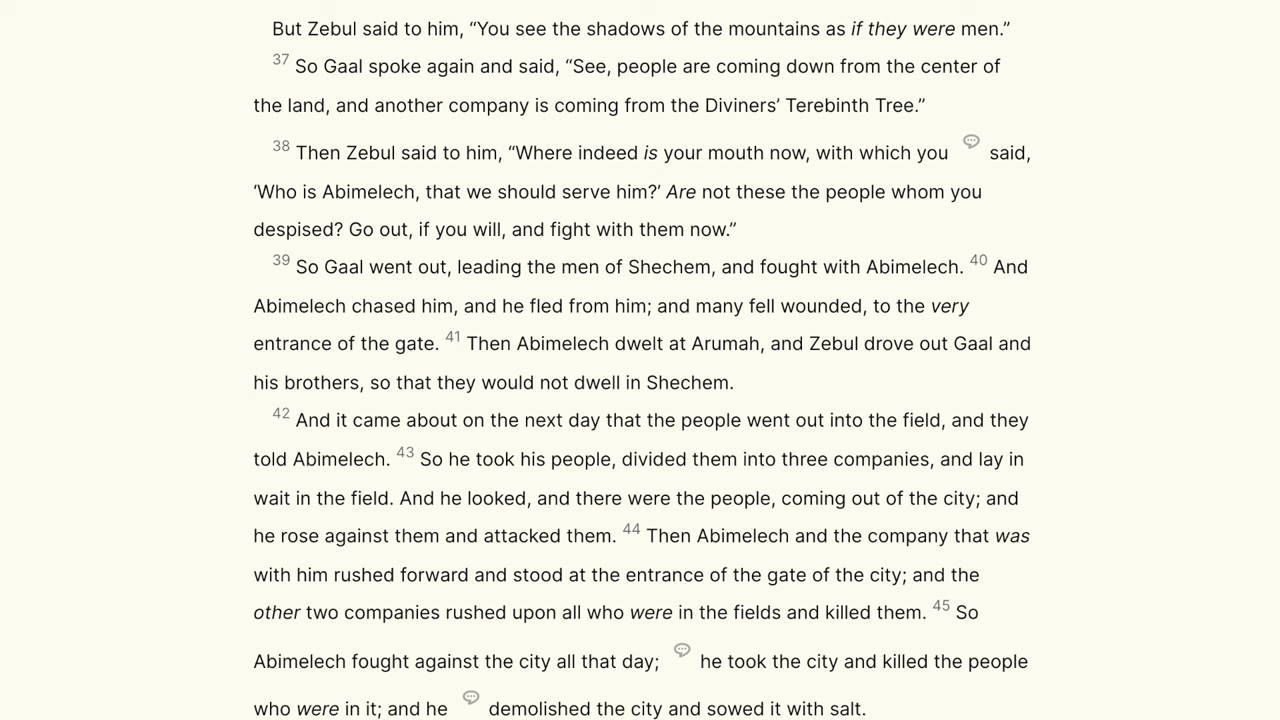 But Zebul said to him, “You see the shadows of the mountains as if they were men.”
37 So Gaal spoke again and said, “See, people are coming down from the center of
the land, and another company is coming from the Diviners’ Terebinth Tree.”
38 Then Zebul said to him, “Where indeed is your mouth now, with which you said,
‘Who is Abimelech, that we should serve him?’ Are not these the people whom you
despised? Go out, if you will, and fight with them now.”
39 So Gaal went out, leading the men of Shechem, and fought with Abimelech. 40 And
Abimelech chased him, and he fled from him; and many fell wounded, to the very
entrance of the gate. 41 Then Abimelech dwelt at Arumah, and Zebul drove out Gaal and
his brothers, so that they would not dwell in Shechem.
42 And it came about on the next day that the people went out into the field, and they
told Abimelech. 43 So he took his people, divided them into three companies, and lay in
wait in the field. And he looked, and there were the people, coming out of the city; and
he rose against them and attacked them. 44 Then Abimelech and the company that was
with him rushed forward and stood at the entrance of the gate of the city; and the
other two companies rushed upon all who were in the fields and killed them. 45 So
Abimelech fought against the city all that day; he took the city and killed the people
who were in it; and he demolished the city and sowed it with salt.